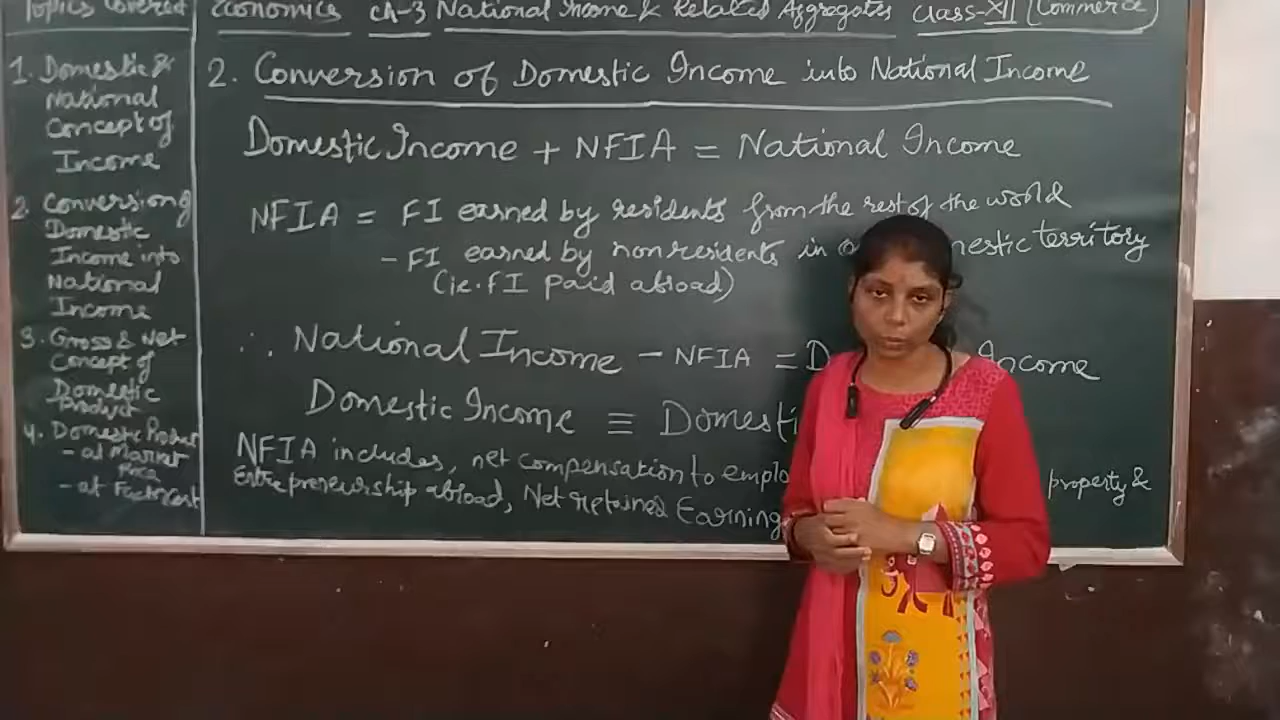 Topics covered
1. Domestic &
National
Concept of
Income
2. Conversion of
Domestic
Income into
National
Income
3. Gross & Net
Concept of
Domestic
Product
4. Domestic Product
- at Market
Price
- at Factor Cost
Economics ch-3 National Income & Related Aggregates Class-XII (Commerce)
2. Conversion of Domestic Income into National Income
Domestic Income + NFIA = National Income
NFIA = FI earned by residents from the rest of the world
- FI earned by nonresidents in domestic territory
(i.e. FI paid abroad)
∴ National Income - NFIA = D Income
Domestic Income ≡ Domesti
NFIA includes, net compensation to emplo property &
Entrepreneurship abroad, Net retained Earning